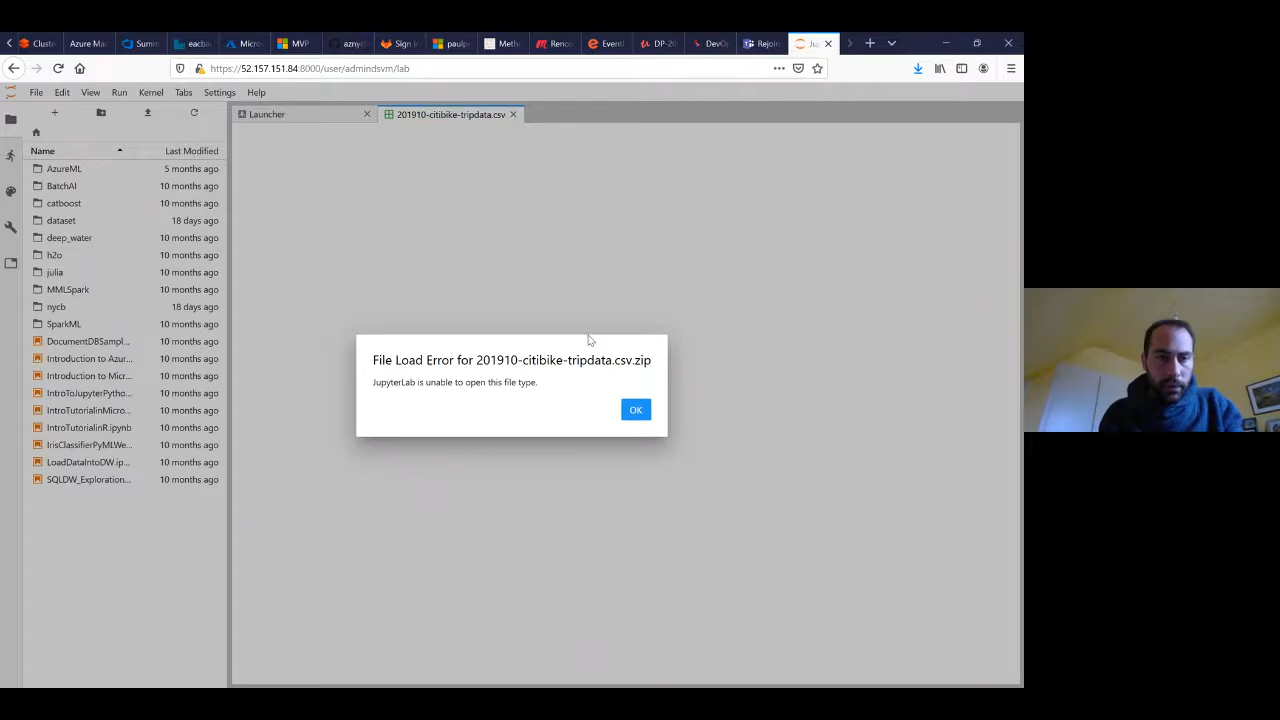 Cluste
Azure Ma
Summ
eacbi
Micros
MVP
aznyc
Sign i
paulpe
Meth
Renco
Eventi
DP-20
DevO
Rejoin
Ju
https://52.157.151.84:8000/user/admindsvm/lab
File Edit View Run Kernel Tabs Settings Help
Launcher
201910-citibike-tripdata.csv
Name Last Modified
AzureML 5 months ago
BatchAI 10 months ago
catboost 10 months ago
dataset 18 days ago
deep_water 10 months ago
h2o 10 months ago
julia 10 months ago
MMLSpark 10 months ago
nycb 18 days ago
SparkML 10 months ago
DocumentDBSampl... 10 months ago
Introduction to Azur... 10 months ago
Introduction to Micr... 10 months ago
IntroToJupyterPytho... 10 months ago
IntroTutorialinMicro... 10 months ago
IntroTutorialinR.ipynb 10 months ago
IrisClassifierPyMLWe... 10 months ago
LoadDataIntoDW.ip... 10 months ago
SQLDW_Exploration... 10 months ago
File Load Error for 201910-citibike-tripdata.csv.zip
JupyterLab is unable to open this file type.
OK